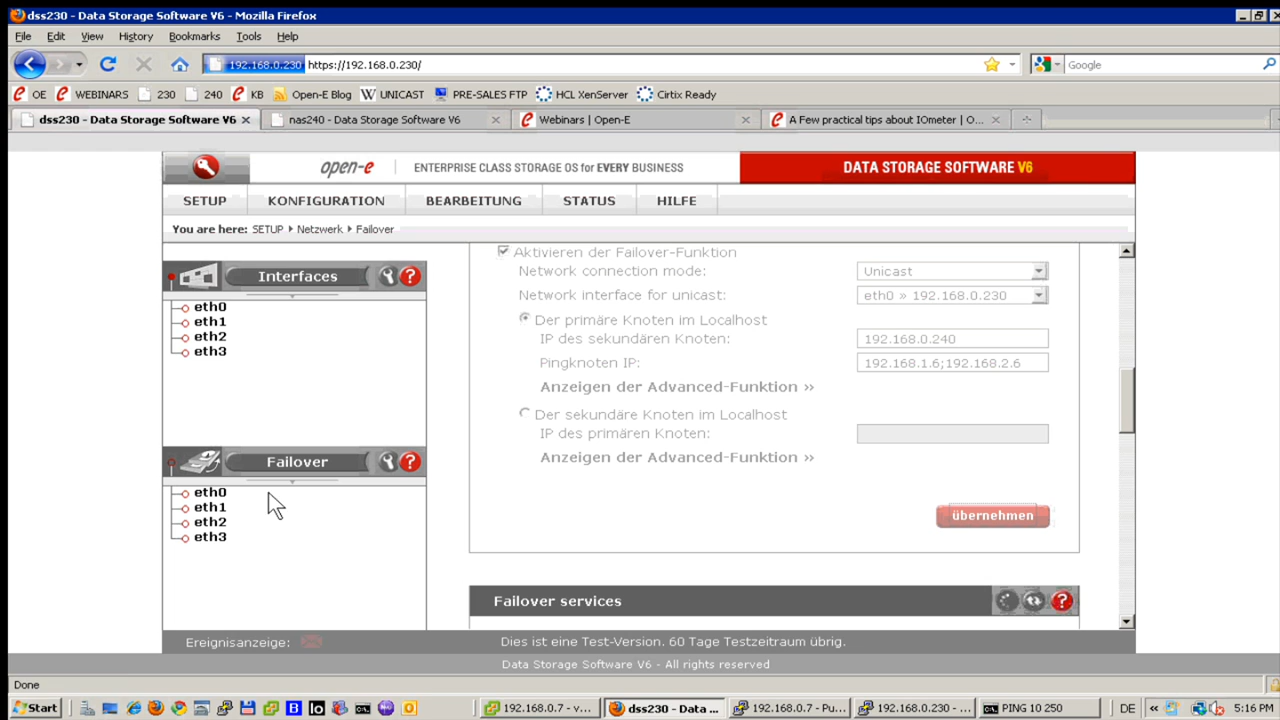 dss230 - Data Storage Software V6 - Mozilla Firefox
File Edit View History Bookmarks Tools Help
192.168.0.230 https://192.168.0.230/ Google
OE WEBINARS 230 240 KB Open-E Blog UNICAST PRE-SALES FTP HCL XenServer Cirtix Ready
dss230 - Data Storage Software V6 nas240 - Data Storage Software V6 Webinars | Open-E A Few practical tips about IOmeter | O...
open-e ENTERPRISE CLASS STORAGE OS for EVERY BUSINESS DATA STORAGE SOFTWARE V6
SETUP KONFIGURATION BEARBEITUNG STATUS HILFE
You are here: SETUP Netzwerk Failover
Interfaces
eth0
eth1
eth2
eth3
Failover
eth0
eth1
eth2
eth3
Aktivieren der Failover-Funktion
Network connection mode: Unicast
Network interface for unicast: eth0 » 192.168.0.230
Der primäre Knoten im Localhost
IP des sekundären Knoten: 192.168.0.240
Pingknoten IP: 192.168.1.6;192.168.2.6
Anzeigen der Advanced-Funktion »
Der sekundäre Knoten im Localhost
IP des primären Knoten:
Anzeigen der Advanced-Funktion »
übernehmen
Failover services
Ereignisanzeige: Dies ist eine Test-Version. 60 Tage Testzeitraum übrig.
Data Storage Software V6 - All rights reserved
Done
Start 192.168.0.7 - v... dss230 - Data ... 192.168.0.7 - Pu... 192.168.0.230 - ... PING 10 250 DE « 5:16 PM